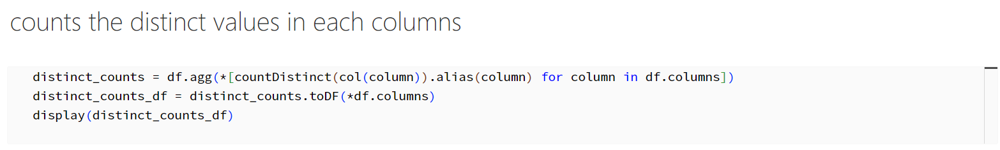 counts the distinct values in each columns
distinct_counts = df.agg(*[countDistinct(col(column)).alias(column) for column in df.columns])
distinct_counts_df = distinct_counts.toDF(*df.columns)
display(distinct_counts_df)